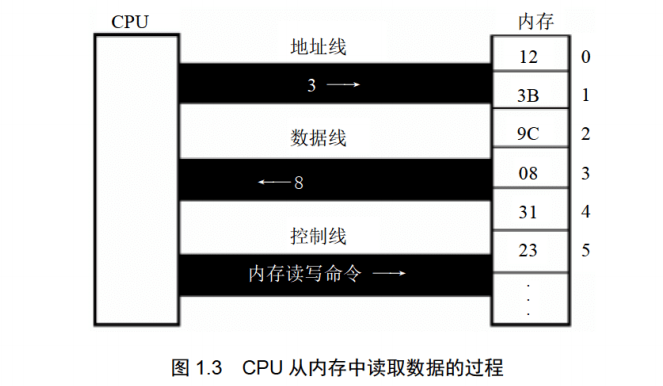 CPU
内存
地址线
12 0
3 →
3B 1
数据线
9C 2
← 8
08 3
31 4
控制线
23 5
内存读写命令 →
.
.
.
图 1.3 CPU 从内存中读取数据的过程